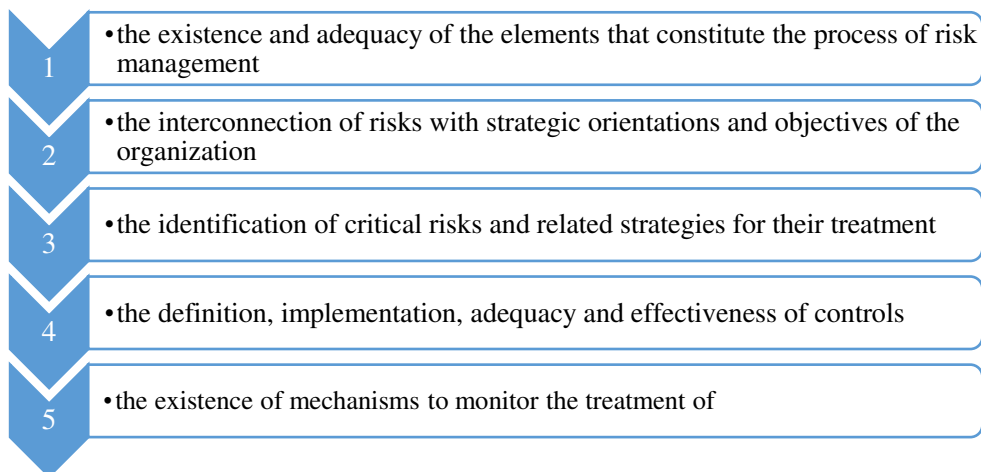 1
•the existence and adequacy of the elements that constitute the process of risk
management
2
•the interconnection of risks with strategic orientations and objectives of the
organization
3
•the identification of critical risks and related strategies for their treatment
4
•the definition, implementation, adequacy and effectiveness of controls
5
•the existence of mechanisms to monitor the treatment of